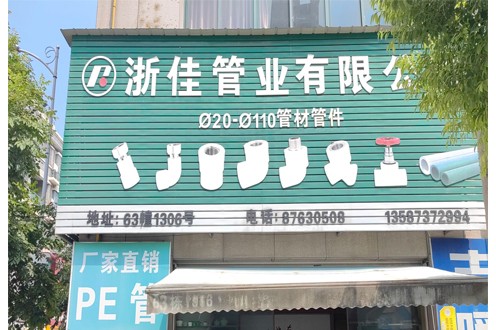 浙佳管业有限公
Ø20-Ø110管材管件
地址:63幢1306号 电话:87630508 13587372894
厂家直销
PE 管